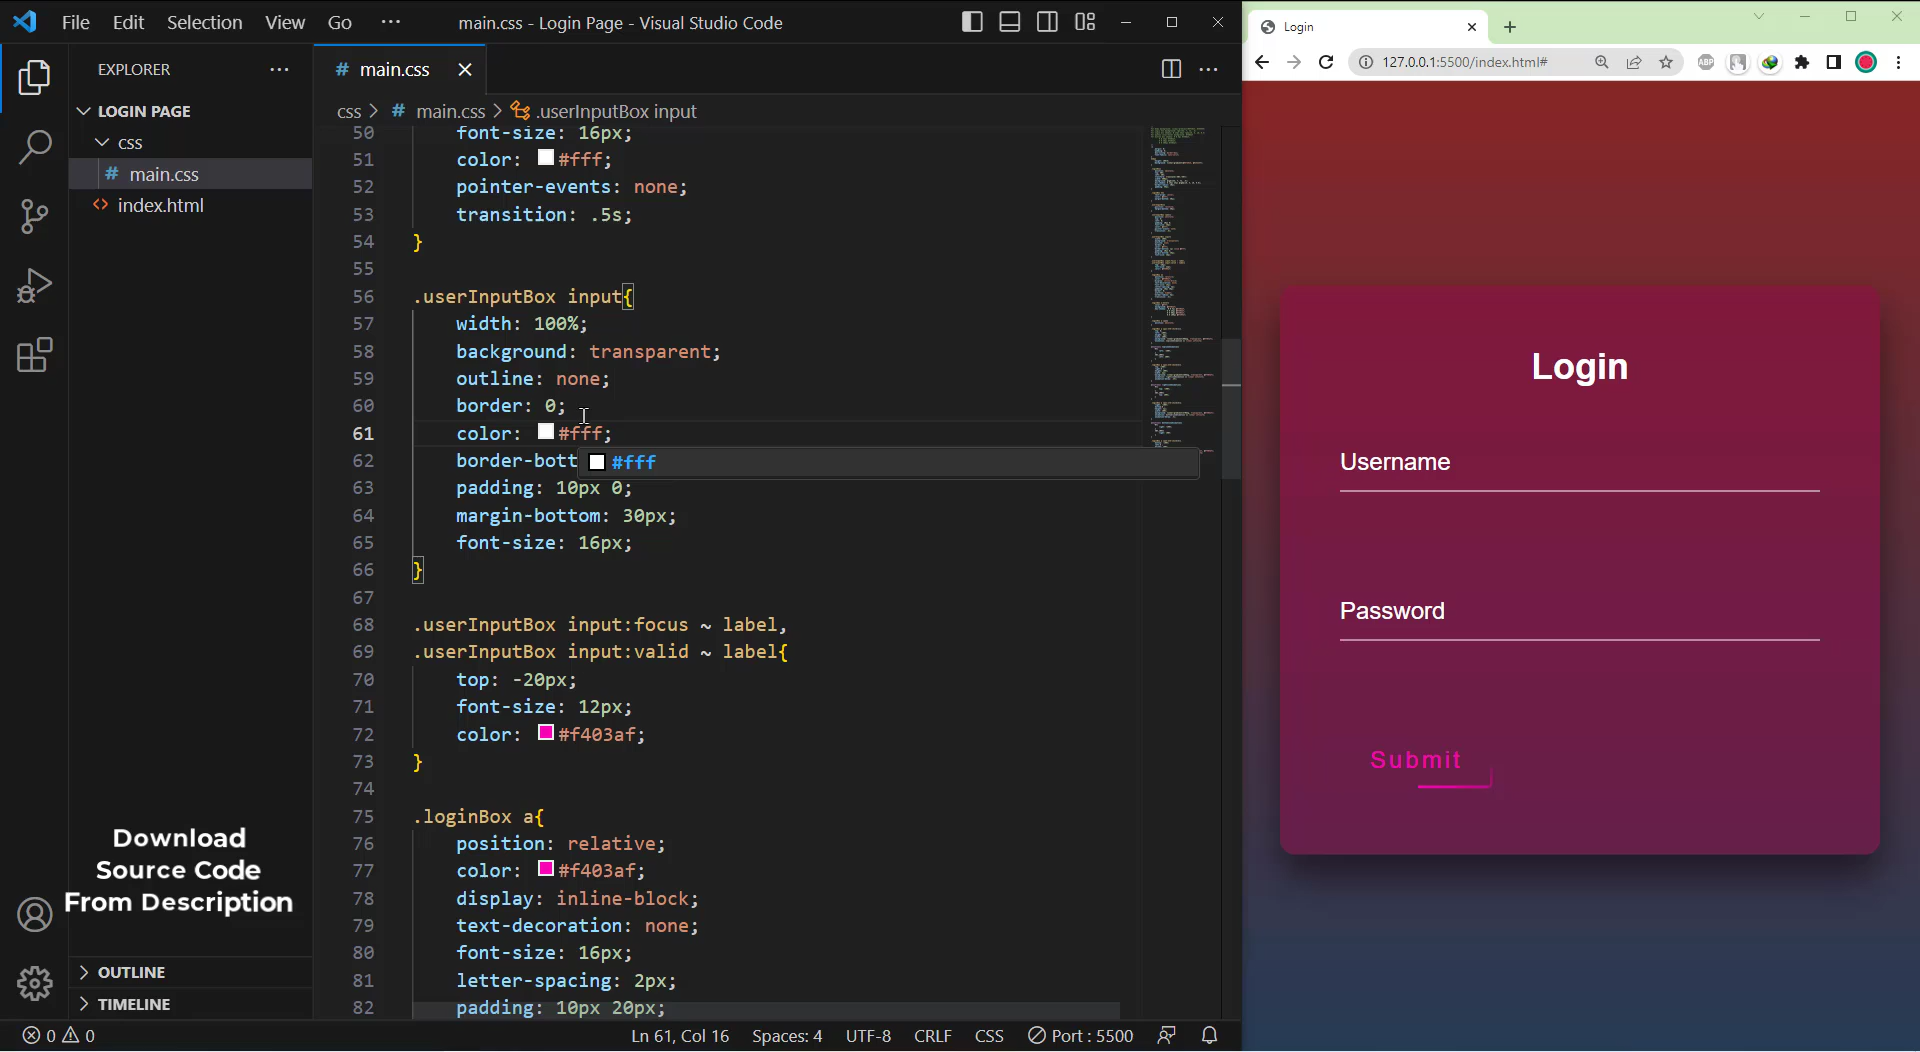 File Edit Selection View Go ··· main.css - Login Page - Visual Studio Code
EXPLORER ···
LOGIN PAGE
css
# main.css
<> index.html
Download
Source Code
From Description
OUTLINE
TIMELINE
# main.css
css > # main.css > .userInputBox input
50 font-size: 16px;
51 color: #fff;
52 pointer-events: none;
53 transition: .5s;
54 }
55
56 .userInputBox input{
57 width: 100%;
58 background: transparent;
59 outline: none;
60 border: 0;
61 color: #fff;
62 border-bott
#fff
63 padding: 10px 0;
64 margin-bottom: 30px;
65 font-size: 16px;
66 }
67
68 .userInputBox input:focus ~ label,
69 .userInputBox input:valid ~ label{
70 top: -20px;
71 font-size: 12px;
72 color: #f403af;
73 }
74
75 .loginBox a{
76 position: relative;
77 color: #f403af;
78 display: inline-block;
79 text-decoration: none;
80 font-size: 16px;
81 letter-spacing: 2px;
82 padding: 10px 20px;
0 0 Ln 61, Col 16 Spaces: 4 UTF-8 CRLF CSS Port : 5500
Login
127.0.0.1:5500/index.html#
ABP
Login
Username
Password
Submit